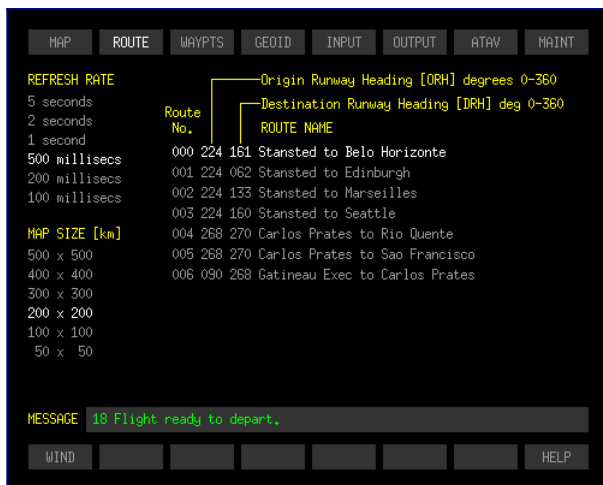 MAP ROUTE WAYPTS GEOID INPUT OUTPUT ATAV MAINT
REFRESH RATE
5 seconds
2 seconds
1 second
500 millisecs
200 millisecs
100 millisecs
MAP SIZE [km]
500 x 500
400 x 400
300 x 300
200 x 200
100 x 100
50 x 50
Origin Runway Heading [ORH] degrees 0-360
Destination Runway Heading [DRH] deg 0-360
Route
No. ROUTE NAME
000 224 161 Stansted to Belo Horizonte
001 224 062 Stansted to Edinburgh
002 224 133 Stansted to Marseilles
003 224 160 Stansted to Seattle
004 268 270 Carlos Prates to Rio Quente
005 268 270 Carlos Prates to Sao Francisco
006 090 268 Gatineau Exec to Carlos Prates
MESSAGE 18 Flight ready to depart.
WIND HELP